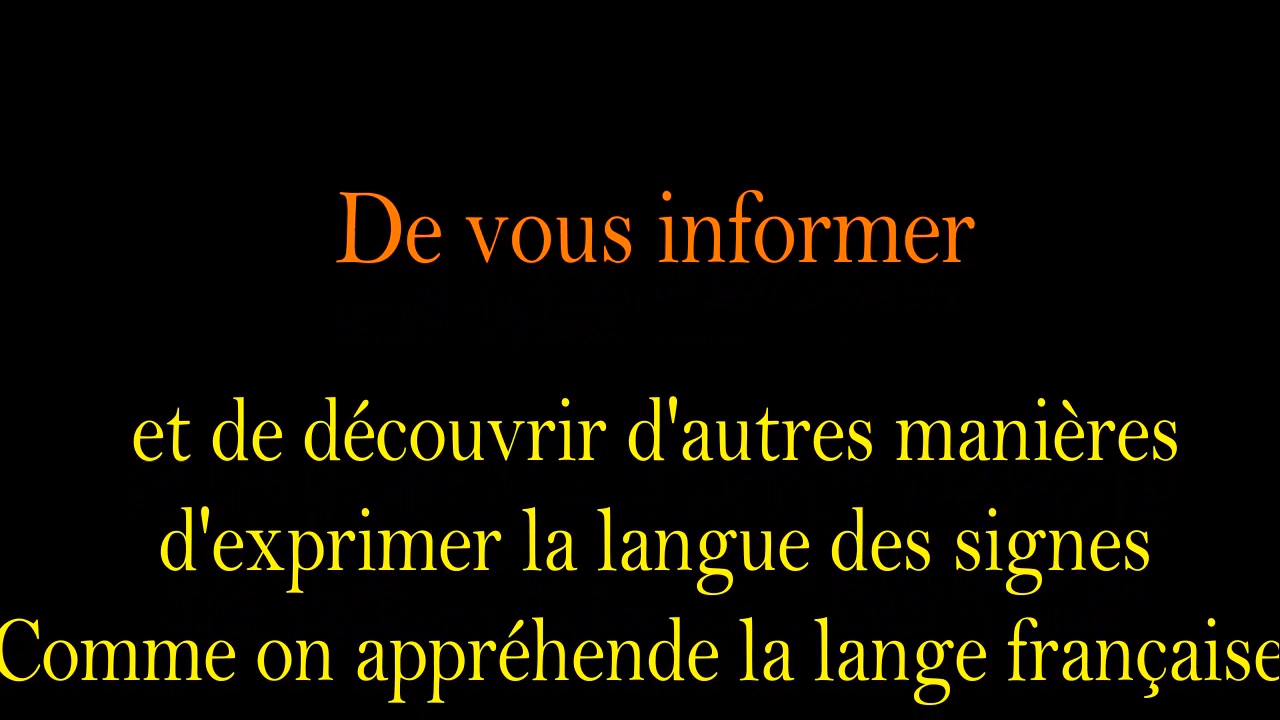 De vous informer
et de découvrir d'autres manières
d'exprimer la langue des signes
Comme on appréhende la lange française